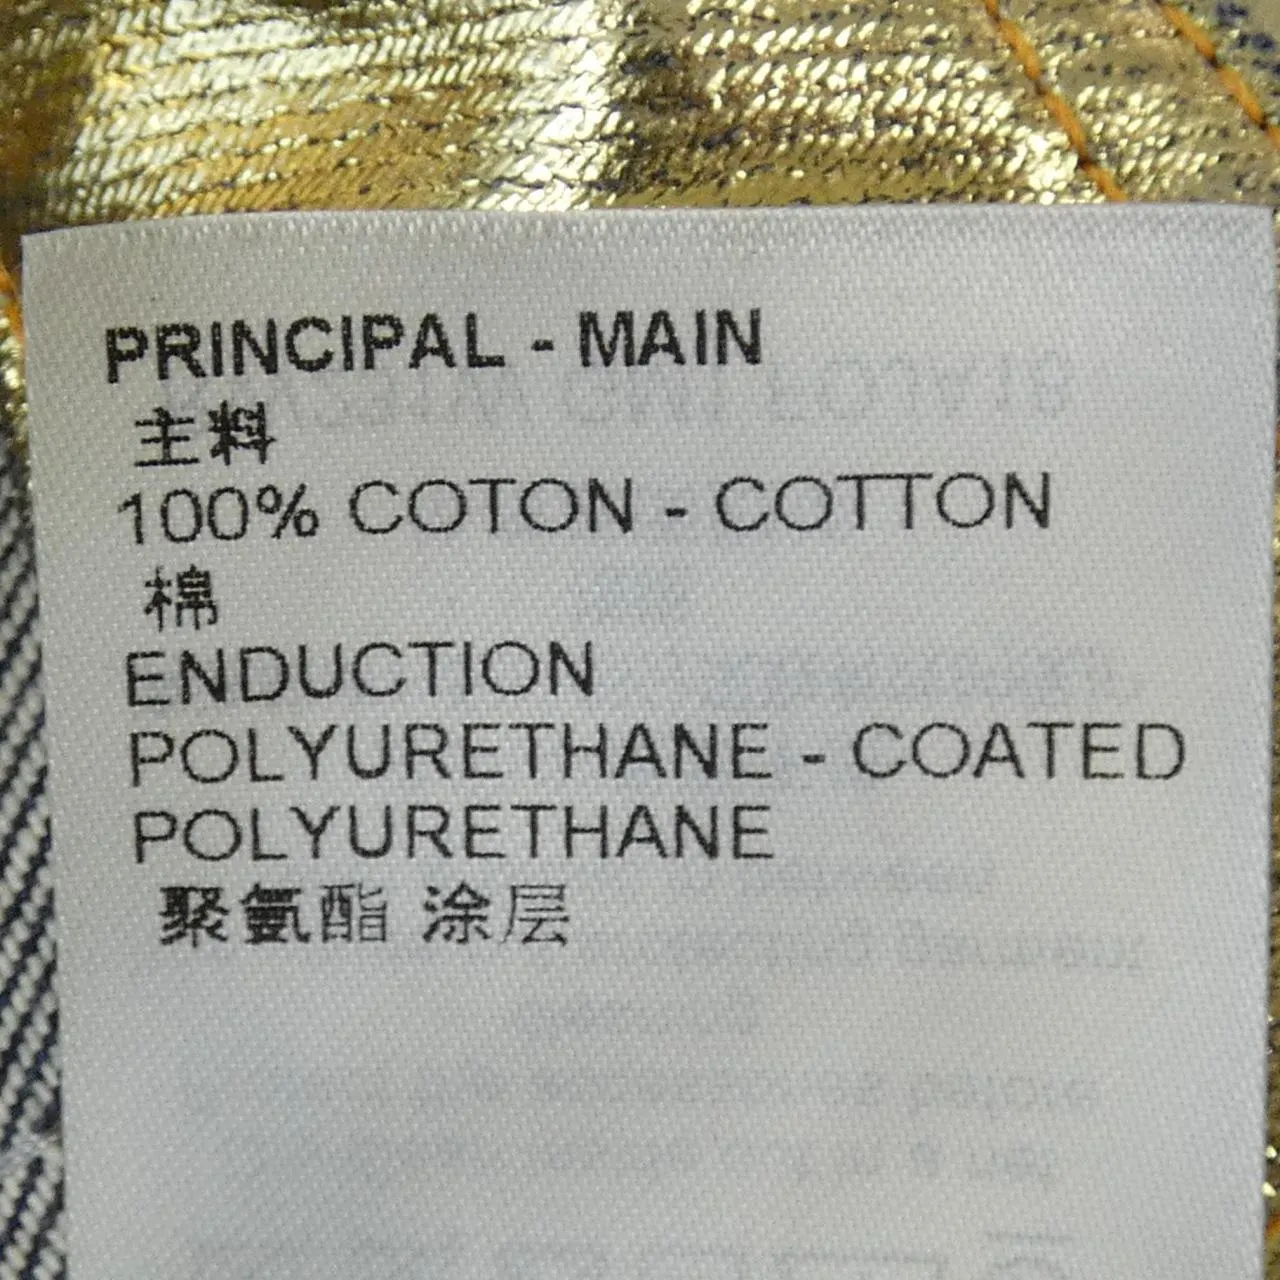 PRINCIPAL - MAIN
主料
100% COTON - COTTON
棉
ENDUCTION
POLYURETHANE - COATED
POLYURETHANE
聚氨酯 涂层